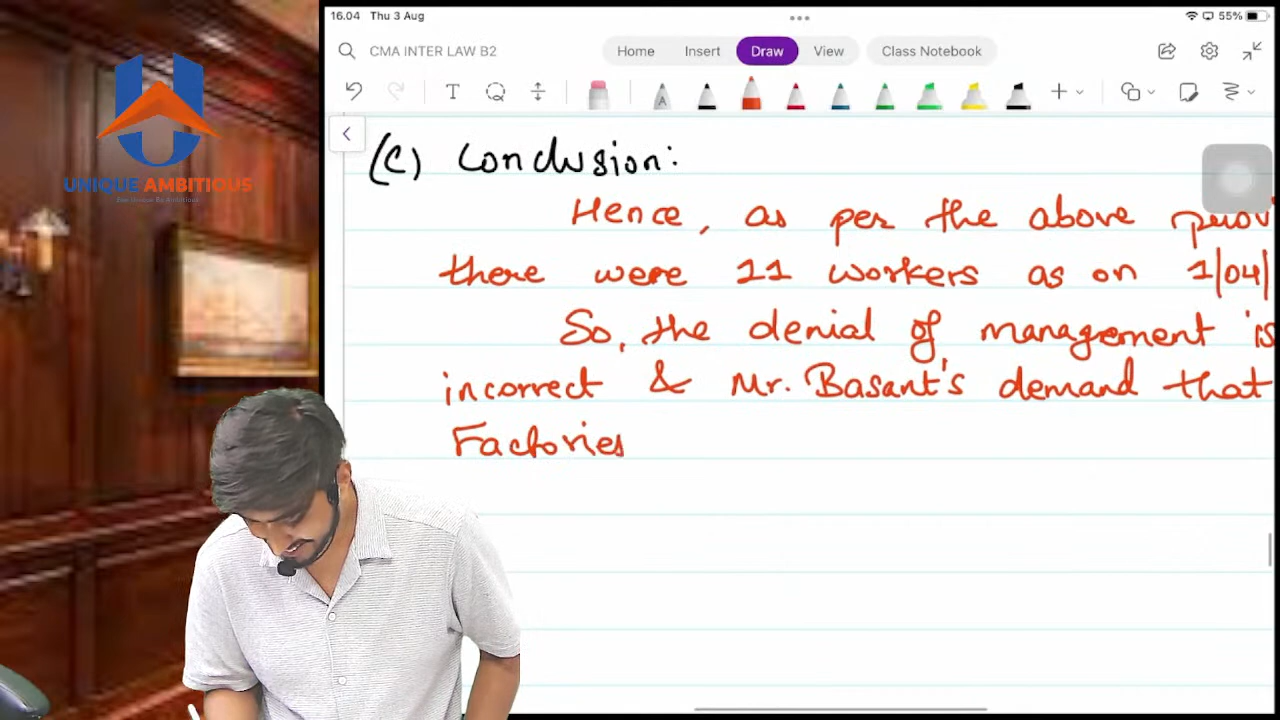 16.04 Thu 3 Aug
55%
CMA INTER LAW B2
Home Insert Draw View Class Notebook
T
A
UNIQUE AMBITIOUS
(C) Conclusion:
Hence, as per the above
there were 11 workers as on 1/04/
So, the denial of management is
incorrect & Mr. Basant's demand that
Factories